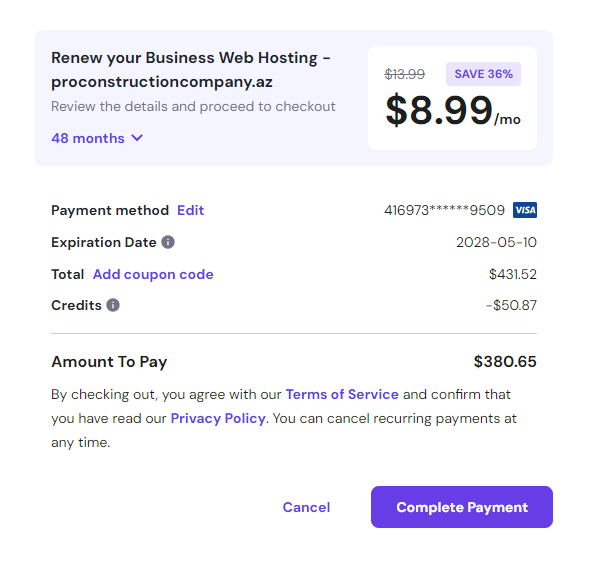 Renew your Business Web Hosting -
proconstructioncompany.az
Review the details and proceed to checkout
48 months
$13.99 SAVE 36%
$8.99/mo
Payment method Edit 416973******9509 VISA
Expiration Date 2028-05-10
Total Add coupon code $431.52
Credits -$50.87
Amount To Pay $380.65
By checking out, you agree with our Terms of Service and confirm that
you have read our Privacy Policy. You can cancel recurring payments at
any time.
Cancel Complete Payment